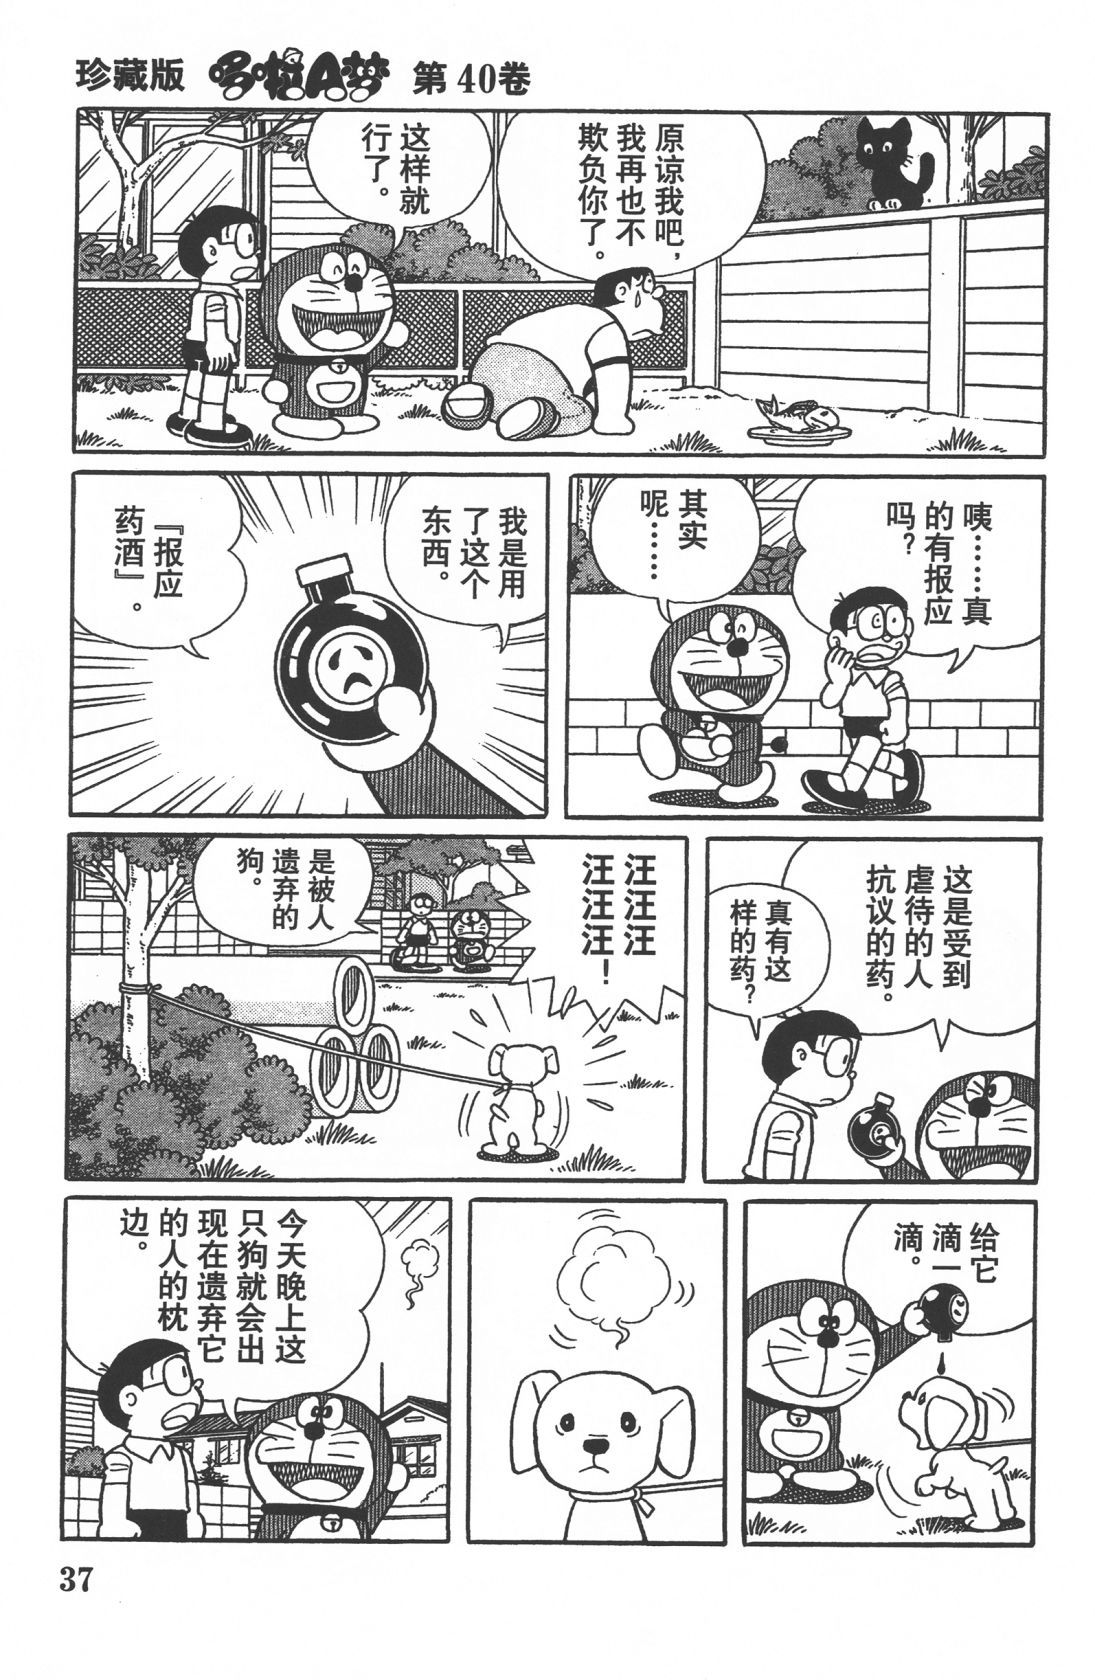 珍藏版 哆啦A梦 第40卷
原谅我吧，
我再也不
欺负你了。
这样就
行了。
咦……真
的有报应
吗？
其实
呢……
我是用
了这个
东西。
『报应
药酒』。
这是受到
虐待的人
抗议的药。
真有这
样的药？
汪汪汪
汪汪汪！
是被人
遗弃的
狗。
给它
滴一
滴。
今天晚上这
只狗就会出
现在遗弃它
的人的枕
边。
37